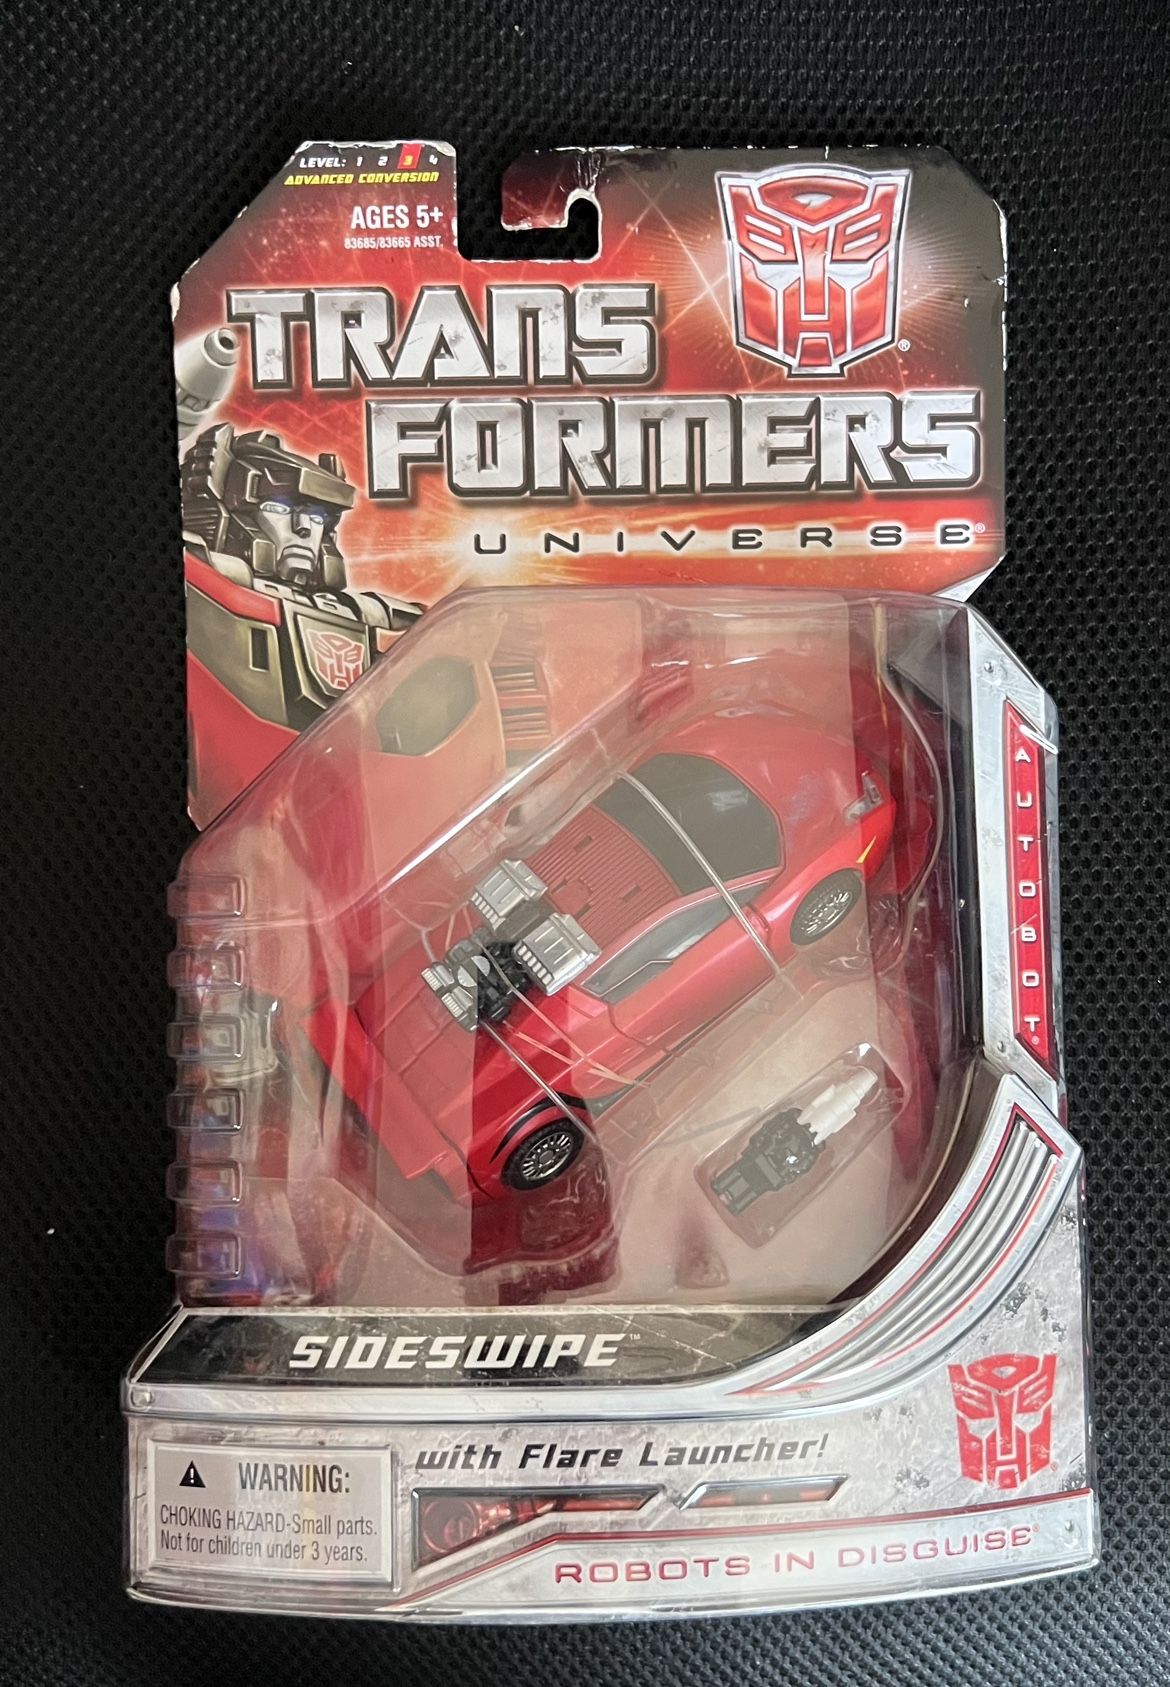 LEVEL: 1 2 3 4
ADVANCED CONVERSION
AGES 5+
83685/83665 ASST.
TRANS
FORMERS
®
UNIVERSE®
AUTOBOT®
SIDESWIPE™
with Flare Launcher!
WARNING:
CHOKING HAZARD-Small parts.
Not for children under 3 years.
ROBOTS IN DISGUISE®